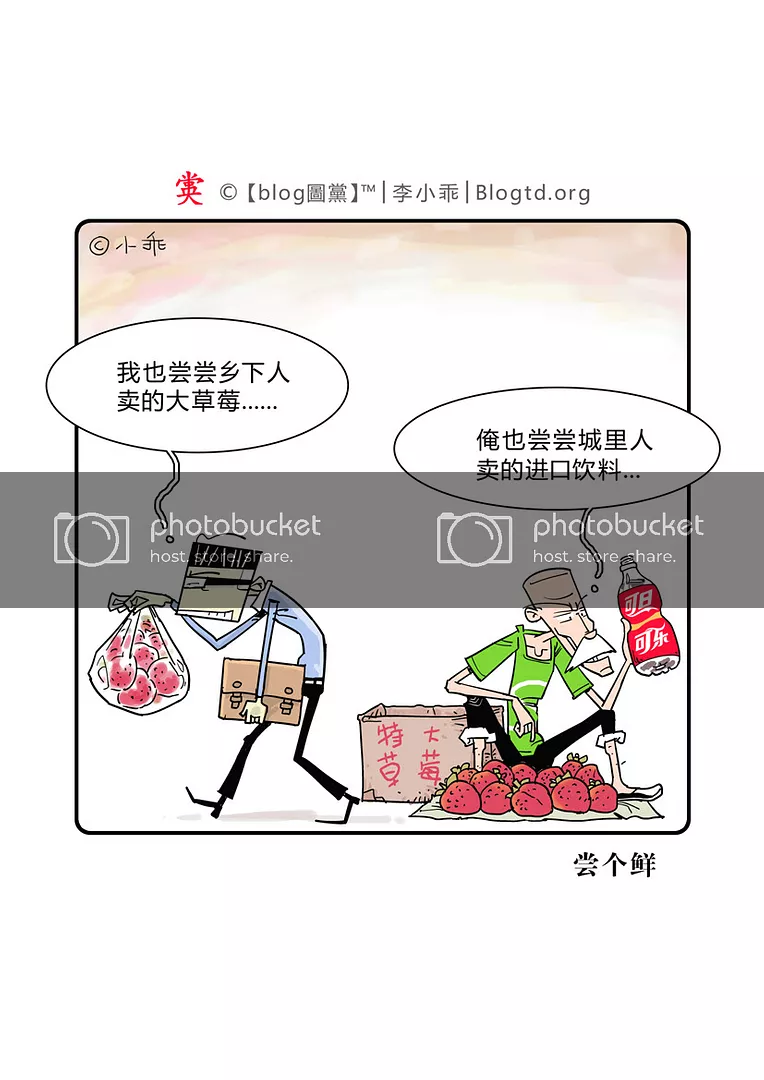 © 【blog圖黨】™|李小乖|Blogtd.org
©小乖
我也尝尝乡下人
卖的大草莓......
俺也尝尝城里人
卖的进口饮料...
photobucket
host. store. share.
photobucket
host. store. share.
可日
可乐
特大
草莓
尝个鲜